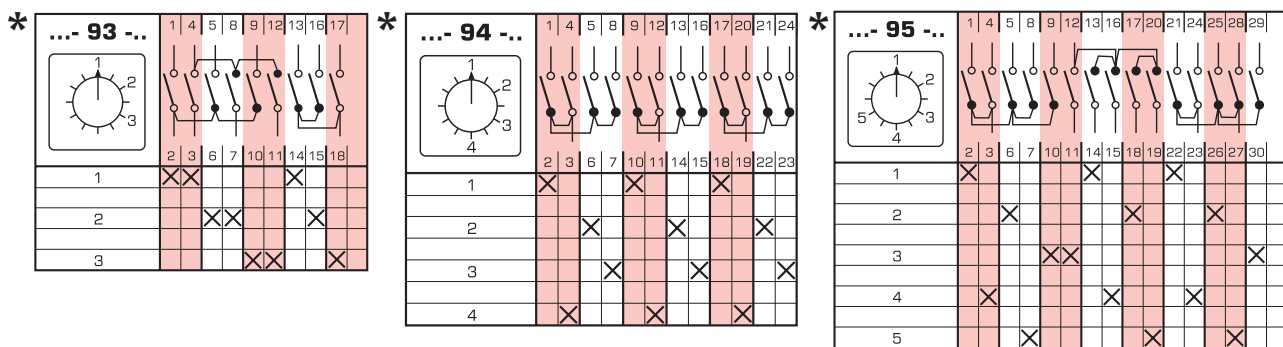 * ...- 93 -..
1 4 5 8 9 12 13 16 17
1
2
3
2 3 6 7 10 11 14 15 18
1 X X X
2 X X X
3 X X X
* ...- 94 -..
1 4 5 8 9 12 13 16 17 20 21 24
1
2
3
4
2 3 6 7 10 11 14 15 18 19 22 23
1 X X X
2 X X X
3 X X X
4 X X X
* ...- 95 -..
1 4 5 8 9 12 13 16 17 20 21 24 25 28 29
1
2
5 3
4
2 3 6 7 10 11 14 15 18 19 22 23 26 27 30
1 X X X
2 X X X
3 X X X
4 X X X
5 X X X